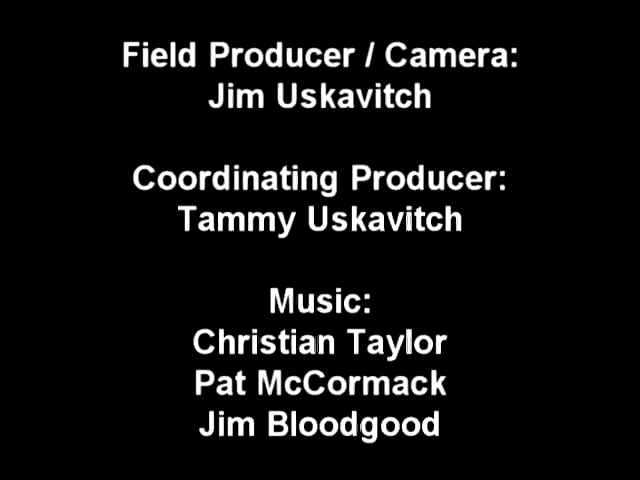 Field Producer / Camera:
Jim Uskavitch
Coordinating Producer:
Tammy Uskavitch
Music:
Christian Taylor
Pat McCormack
Jim Bloodgood